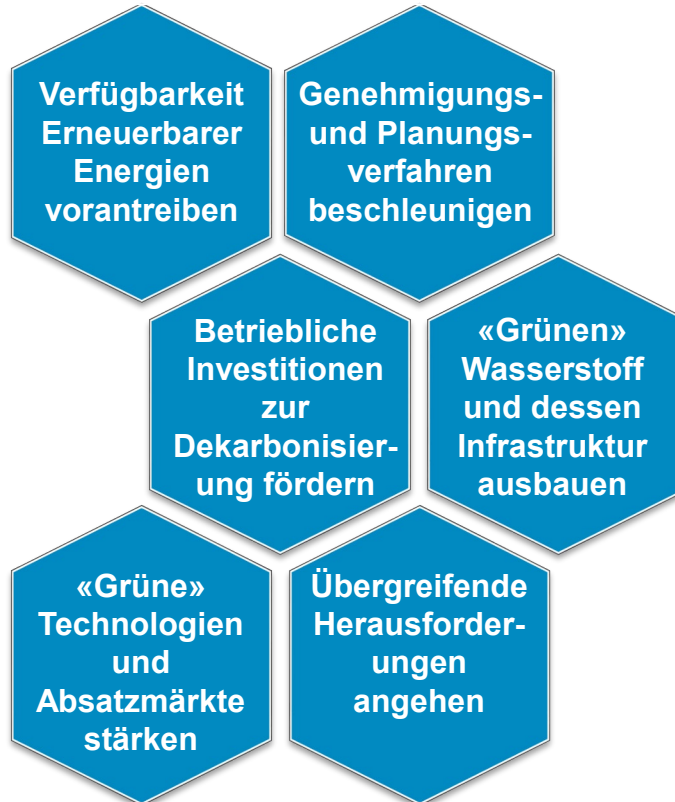 Verfügbarkeit
Erneuerbarer
Energien
vorantreiben
Genehmigungs-
und Planungs-
verfahren
beschleunigen
Betriebliche
Investitionen
zur
Dekarbonisier-
ung fördern
«Grünen»
Wasserstoff
und dessen
Infrastruktur
ausbauen
«Grüne»
Technologien
und
Absatzmärkte
stärken
Übergreifende
Herausforder-
ungen
angehen